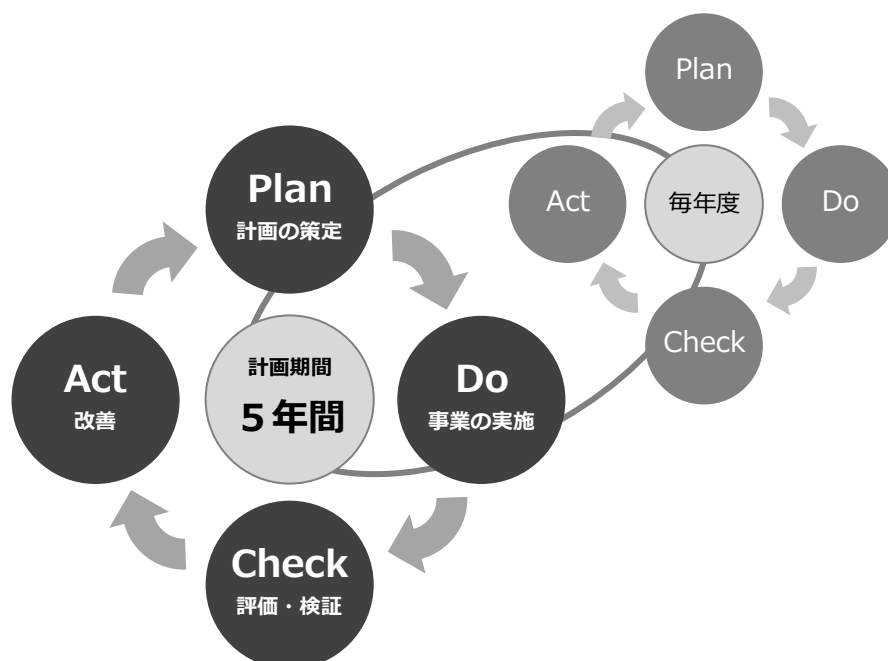 Plan
計画の策定
Do
事業の実施
Check
評価・検証
Act
改善
計画期間
５年間
Plan
Do
Check
Act
毎年度